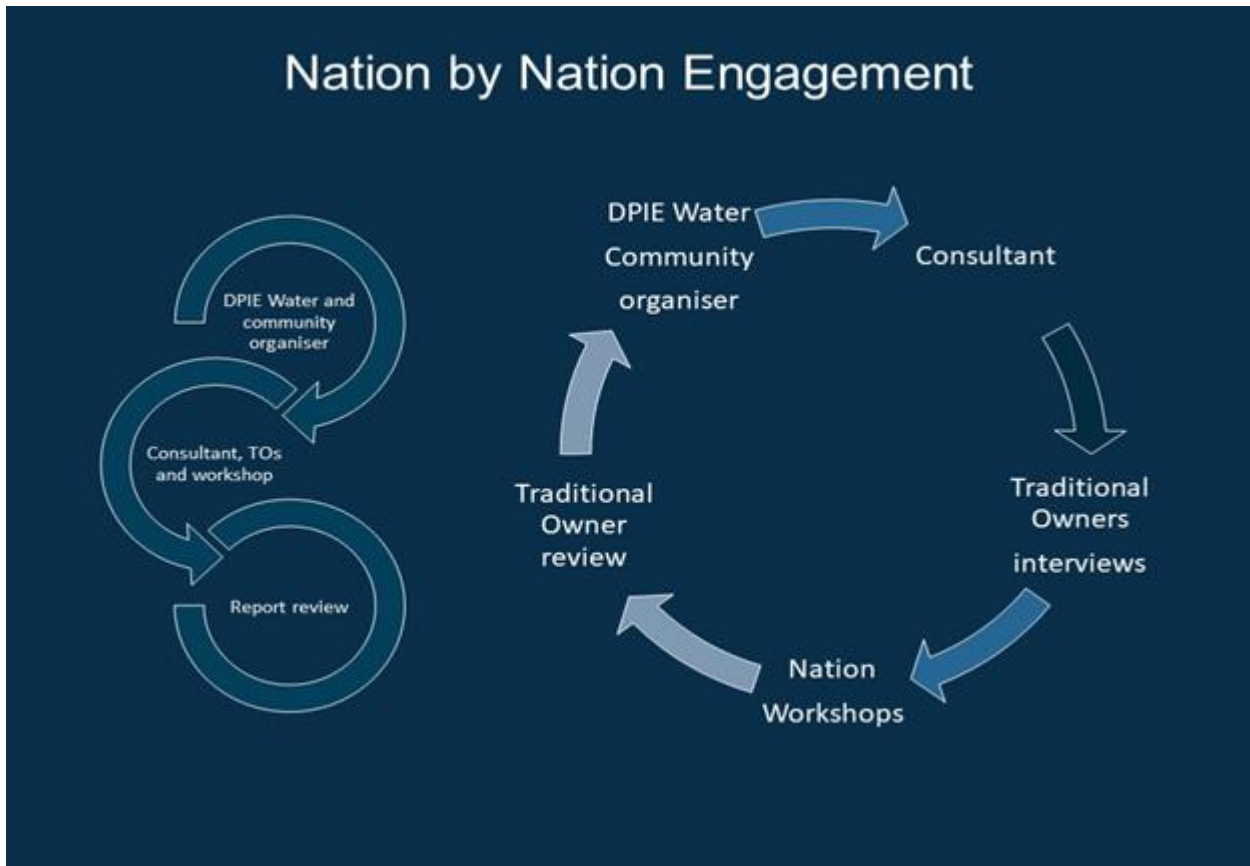 Nation by Nation Engagement
DPIE Water and
community
organiser
Consultant, TOs
and workshop
Report review
DPIE Water
Community
organiser
Consultant
Traditional
Owners
interviews
Nation
Workshops
Traditional
Owner
review